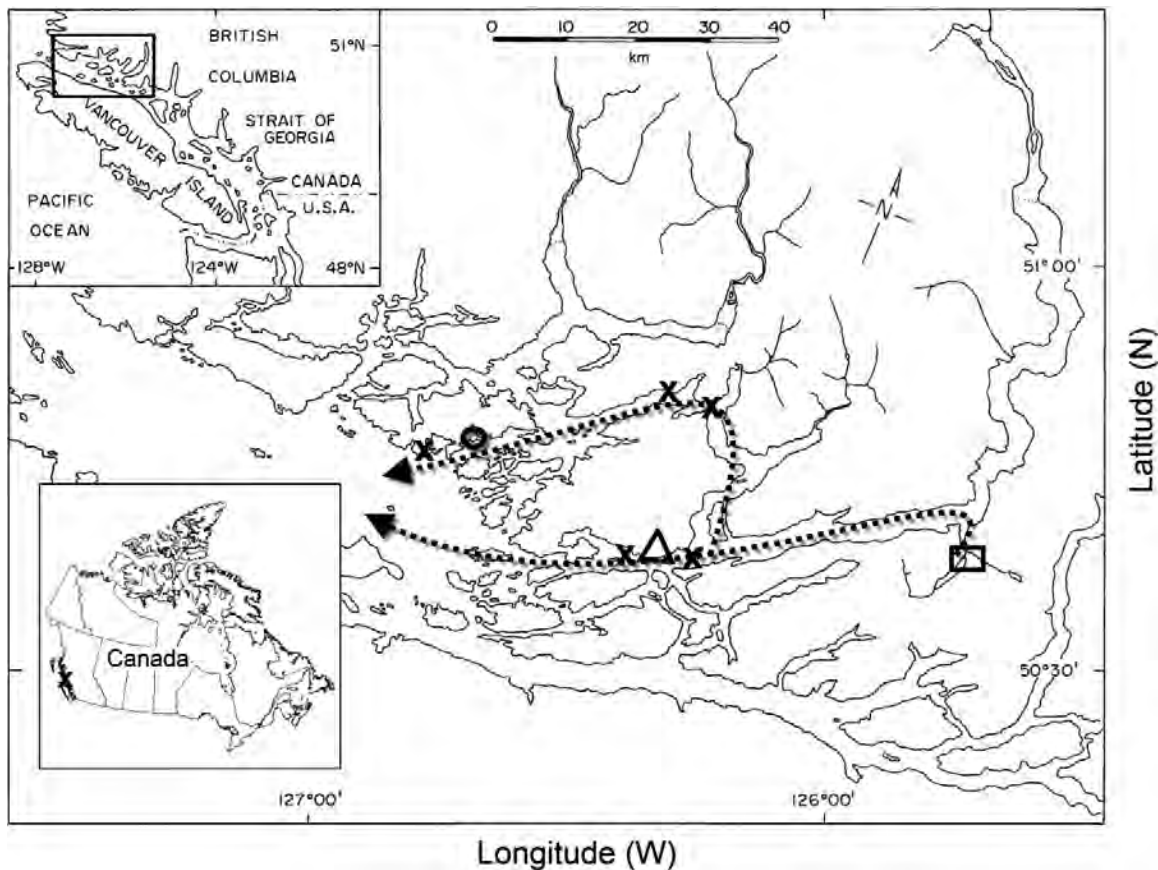 BRITISH
COLUMBIA
51°N
VANCOUVER
ISLAND
STRAIT OF
GEORGIA
CANADA
U.S.A.
PACIFIC
OCEAN
128°W
124°W
48°N
0 10 20 30 40
km
N
51°00'
X
X
X
X
X
Canada
X
50°30'
127°00'
126°00'
Latitude (N)
Longitude (W)